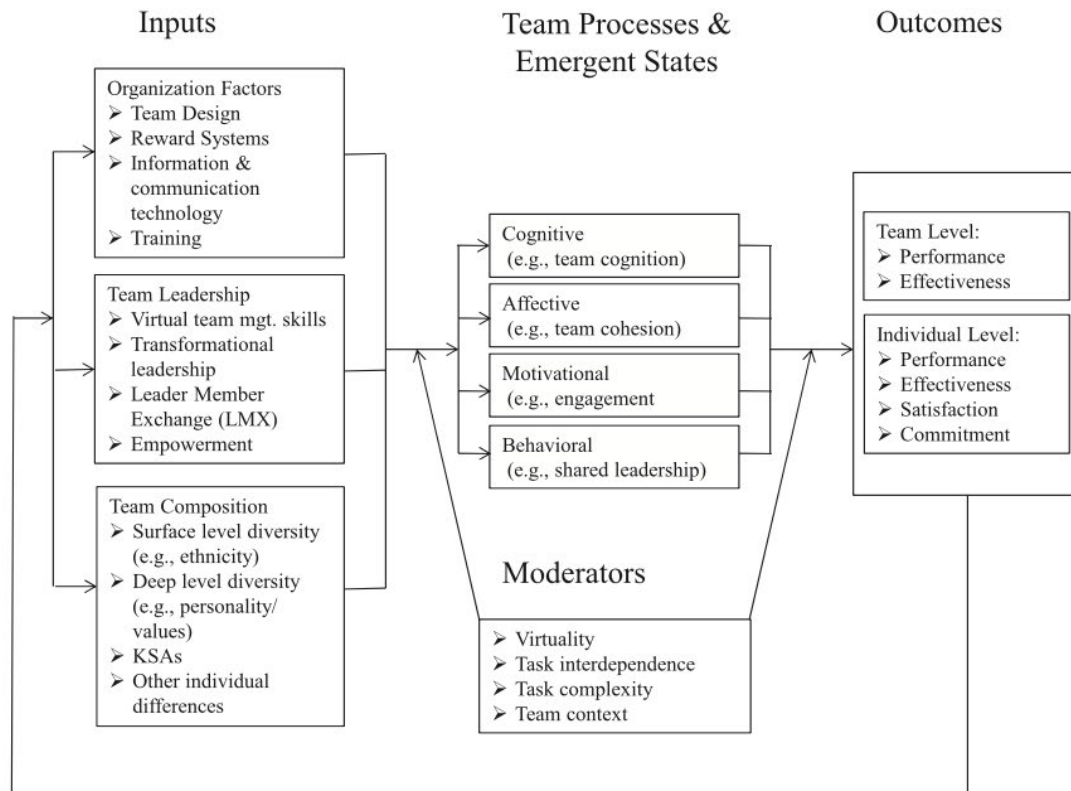 Inputs
Team Processes &
Emergent States
Outcomes
Organization Factors
➢ Team Design
➢ Reward Systems
➢ Information &
communication
technology
➢ Training
Team Leadership
➢ Virtual team mgt. skills
➢ Transformational
leadership
➢ Leader Member
Exchange (LMX)
➢ Empowerment
Team Composition
➢ Surface level diversity
(e.g., ethnicity)
➢ Deep level diversity
(e.g., personality/
values)
➢ KSAs
➢ Other individual
differences
Cognitive
(e.g., team cognition)
Affective
(e.g., team cohesion)
Motivational
(e.g., engagement
Behavioral
(e.g., shared leadership)
Moderators
➢ Virtuality
➢ Task interdependence
➢ Task complexity
➢ Team context
Team Level:
➢ Performance
➢ Effectiveness
Individual Level:
➢ Performance
➢ Effectiveness
➢ Satisfaction
➢ Commitment